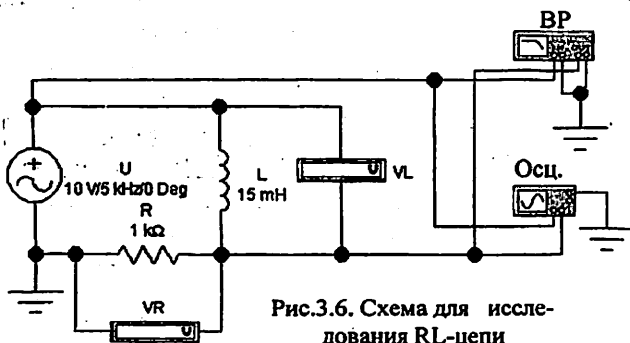 ВР
U
10 V/5 kHz/0 Deg
R
1 kΩ
L
15 mH
U
VL
Осц.
VR
U
Рис.3.6. Схема для иссле-
дования RL-цепи